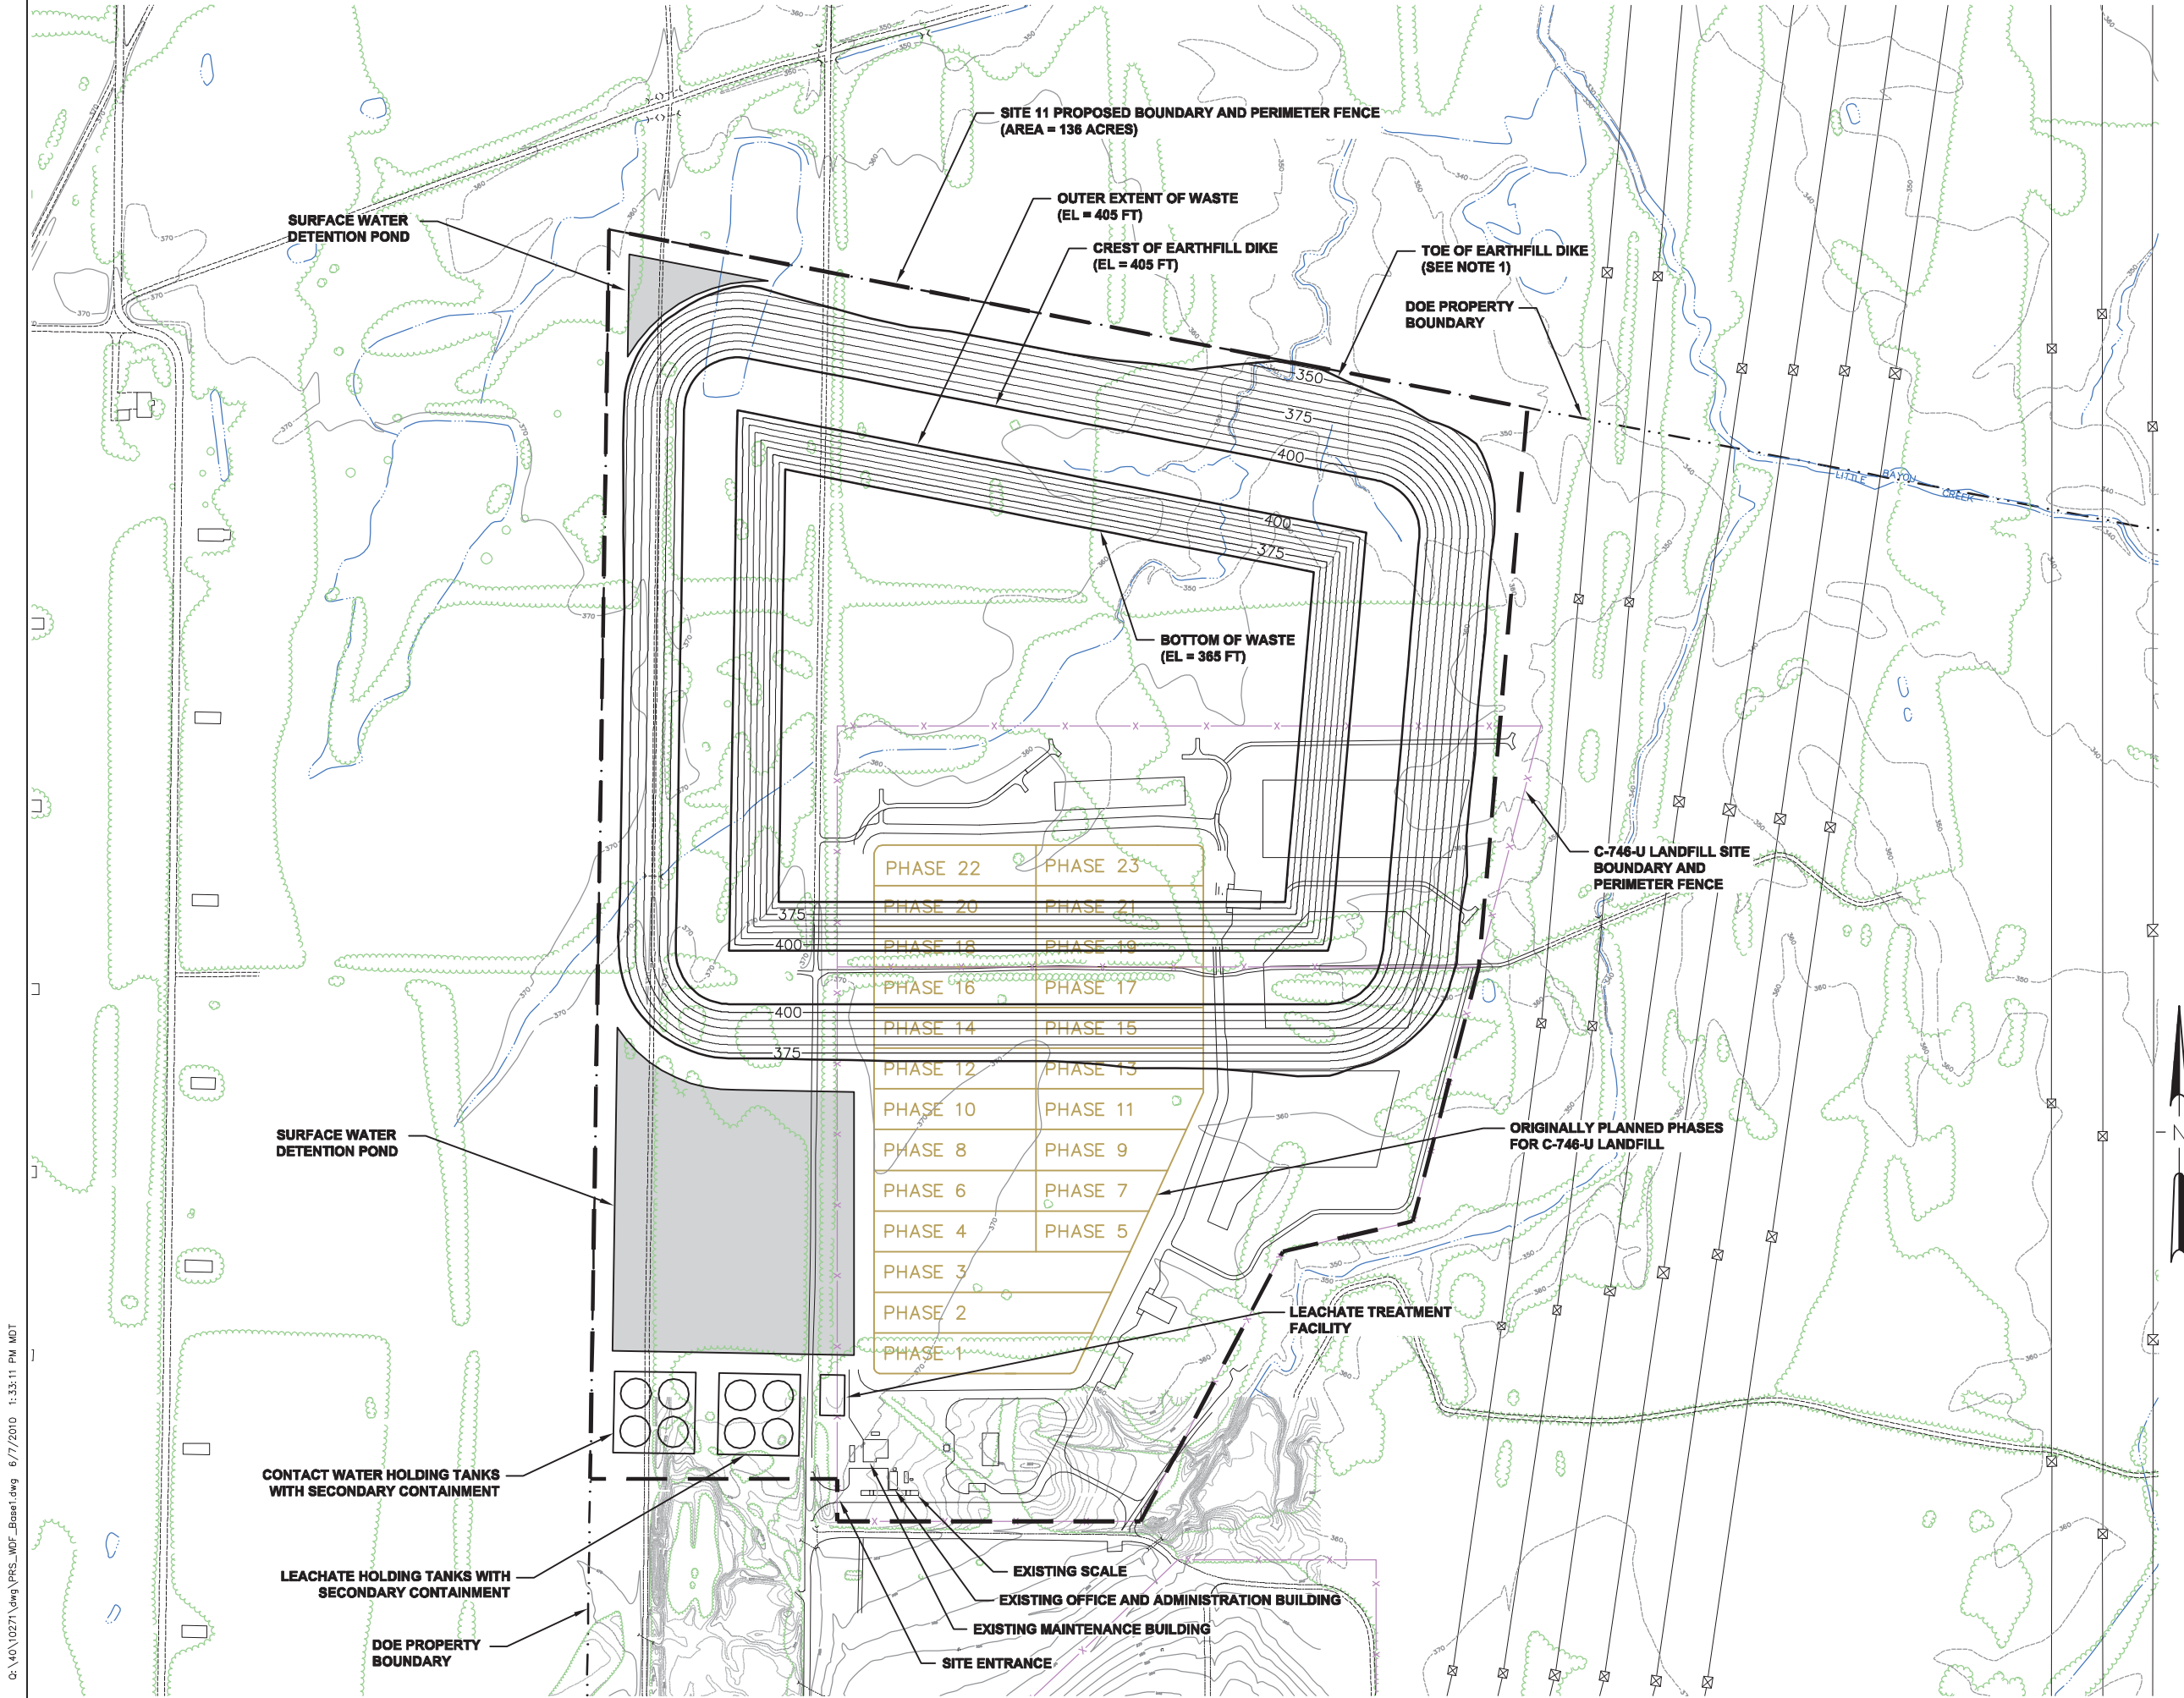 SITE 11 PROPOSED BOUNDARY AND PERIMETER FENCE
(AREA = 136 ACRES)
OUTER EXTENT OF WASTE
(EL = 405 FT)
SURFACE WATER
DETENTION POND
CREST OF EARTHFILL DIKE
(EL = 405 FT)
TOE OF EARTHFILL DIKE
(SEE NOTE 1)
DOE PROPERTY
BOUNDARY
350
375
400
LITTLE BAYOU CREEK
400
375
BOTTOM OF WASTE
(EL = 365 FT)
C-746-U LANDFILL SITE
BOUNDARY AND
PERIMETER FENCE
PHASE 22
PHASE 23
PHASE 20
PHASE 21
375
400
PHASE 18
PHASE 19
PHASE 16
PHASE 17
400
PHASE 14
PHASE 15
375
PHASE 12
PHASE 13
PHASE 10
PHASE 11
SURFACE WATER
DETENTION POND
ORIGINALLY PLANNED PHASES
FOR C-746-U LANDFILL
PHASE 8
PHASE 9
PHASE 6
PHASE 7
PHASE 4
PHASE 5
PHASE 3
PHASE 2
PHASE 1
LEACHATE TREATMENT
FACILITY
CONTACT WATER HOLDING TANKS
WITH SECONDARY CONTAINMENT
LEACHATE HOLDING TANKS WITH
SECONDARY CONTAINMENT
DOE PROPERTY
BOUNDARY
EXISTING SCALE
EXISTING OFFICE AND ADMINISTRATION BUILDING
EXISTING MAINTENANCE BUILDING
SITE ENTRANCE
Q:\40\10271\dwg\PRS_WDF_Base1.dwg 6/7/2010 1:33:11 PM MDT
N